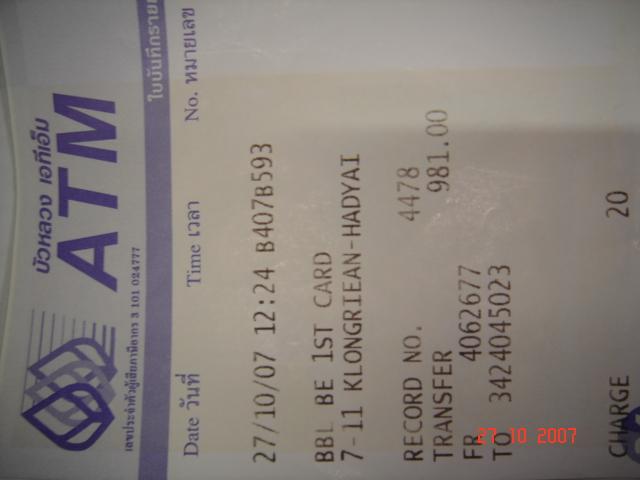 บัวหลวง เอทีเอ็ม
ATM
เลขประจำตัวผู้เสียภาษีอากร 3 101 024777
ใบบันทึกราย
Date วันที่ Time เวลา No. หมายเลข
27/10/07 12:24 B407B593
BBL BE 1ST CARD
7-11 KLONGRIEAN-HADYAI
RECORD NO. 4478
TRANSFER 981.00
FR 4062677
TO 3424045023
CHARGE 20
27 10 2007